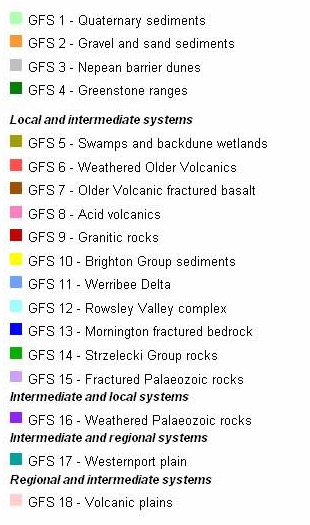 GFS 1 - Quaternary sediments
GFS 2 - Gravel and sand sediments
GFS 3 - Nepean barrier dunes
GFS 4 - Greenstone ranges
Local and intermediate systems
GFS 5 - Swamps and backdune wetlands
GFS 6 - Weathered Older Volcanics
GFS 7 - Older Volcanic fractured basalt
GFS 8 - Acid volcanics
GFS 9 - Granitic rocks
GFS 10 - Brighton Group sediments
GFS 11 - Werribee Delta
GFS 12 - Rowsley Valley complex
GFS 13 - Mornington fractured bedrock
GFS 14 - Strzelecki Group rocks
GFS 15 - Fractured Palaeozoic rocks
Intermediate and local systems
GFS 16 - Weathered Palaeozoic rocks
Intermediate and regional systems
GFS 17 - Westernport plain
Regional and intermediate systems
GFS 18 - Volcanic plains